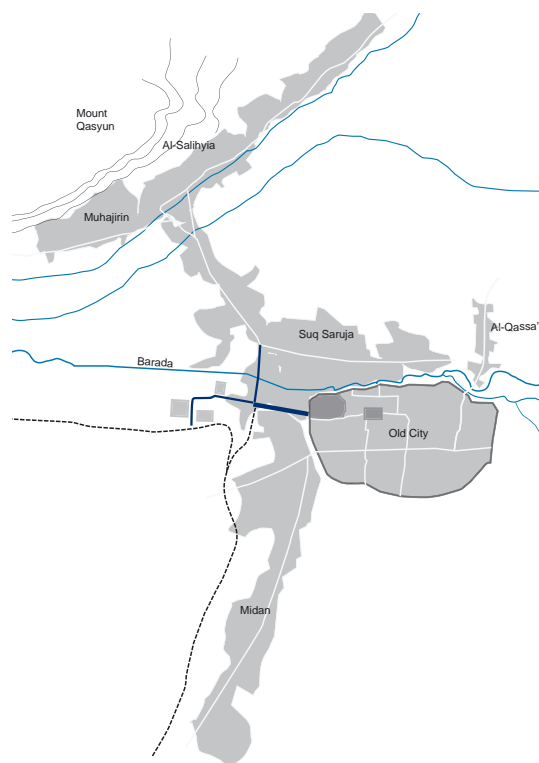 Mount
Qasyun
Al-Salihyia
Muhajirin
Suq Saruja
Al-Qassa'
Barada
Old City
Midan